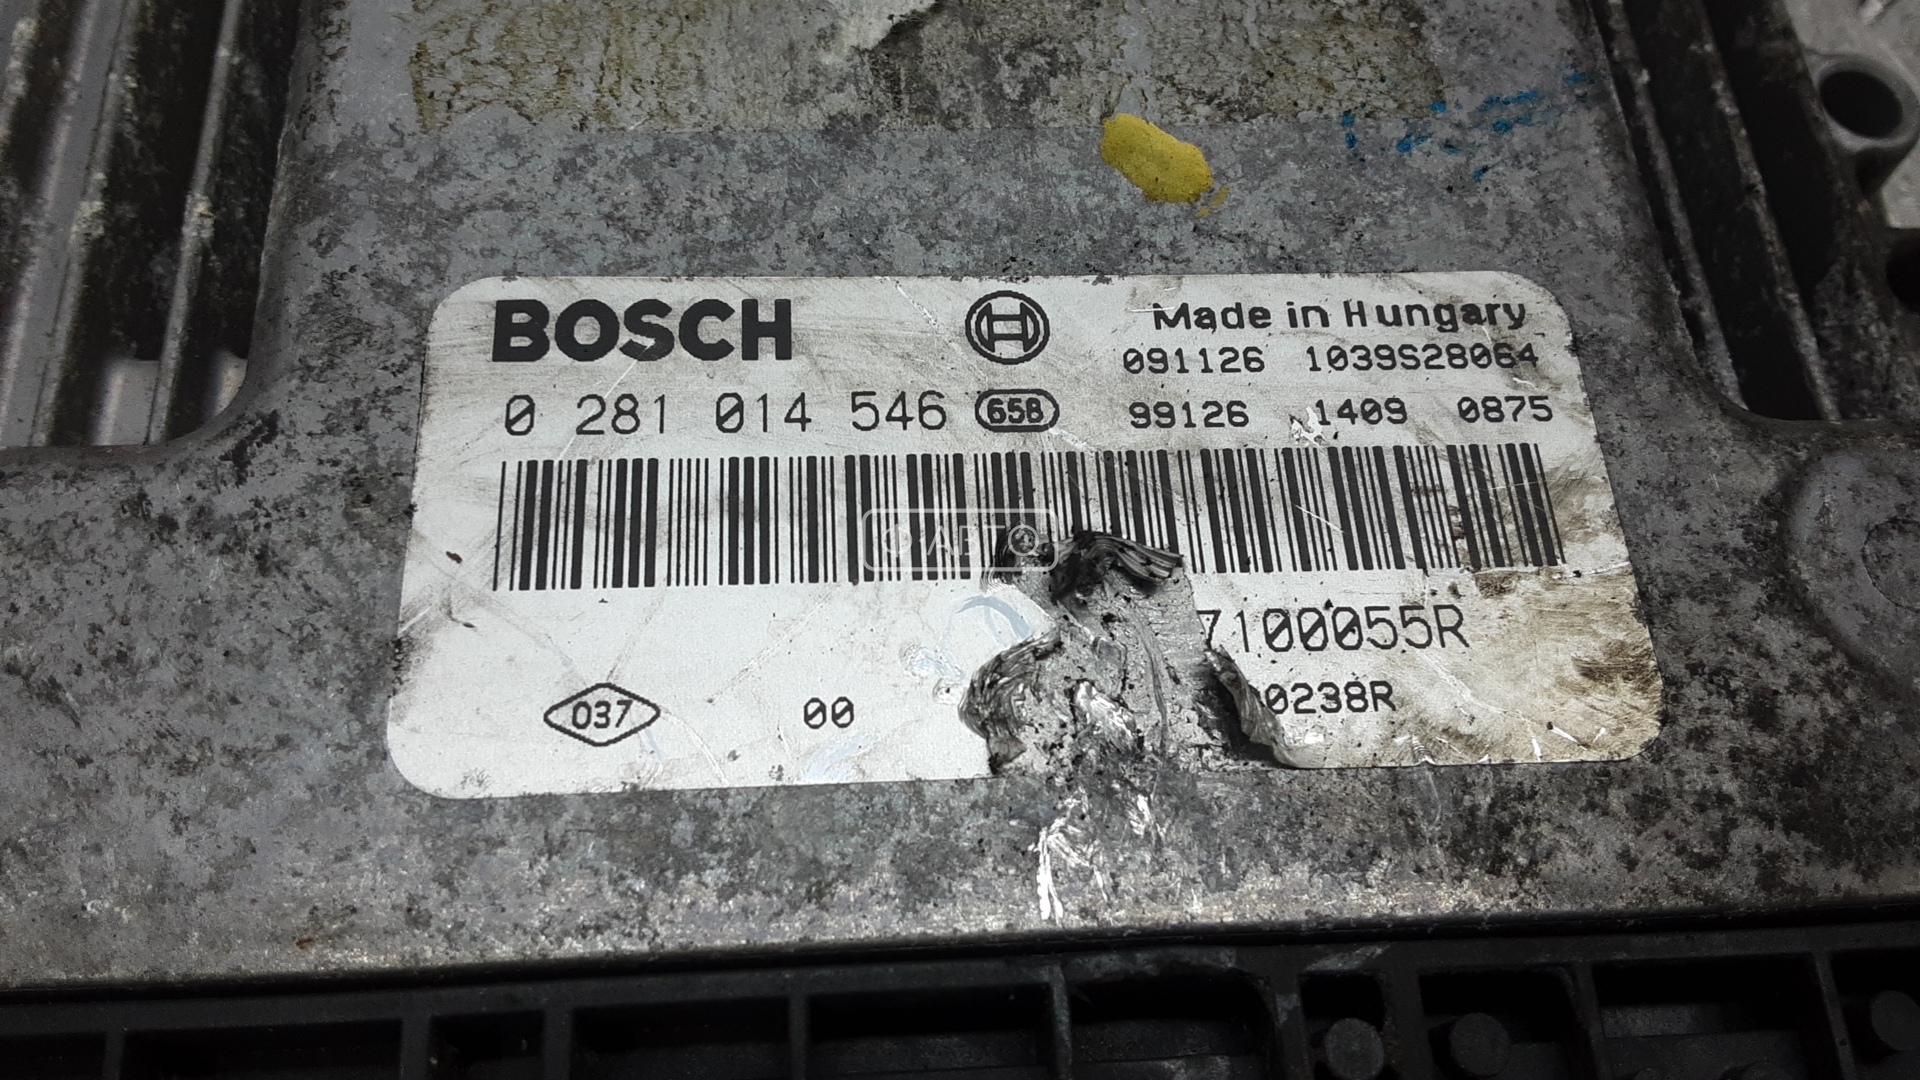 BOSCH Made in Hungary
091126 1039S28064
0 281 014 546 658 99126 1409 0875
7100055R
037 00 0238R